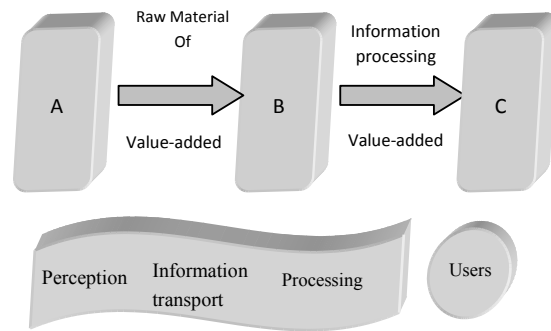 Raw Material
Of
Information
processing
A
B
C
Value-added
Value-added
Perception
Information
transport
Processing
Users